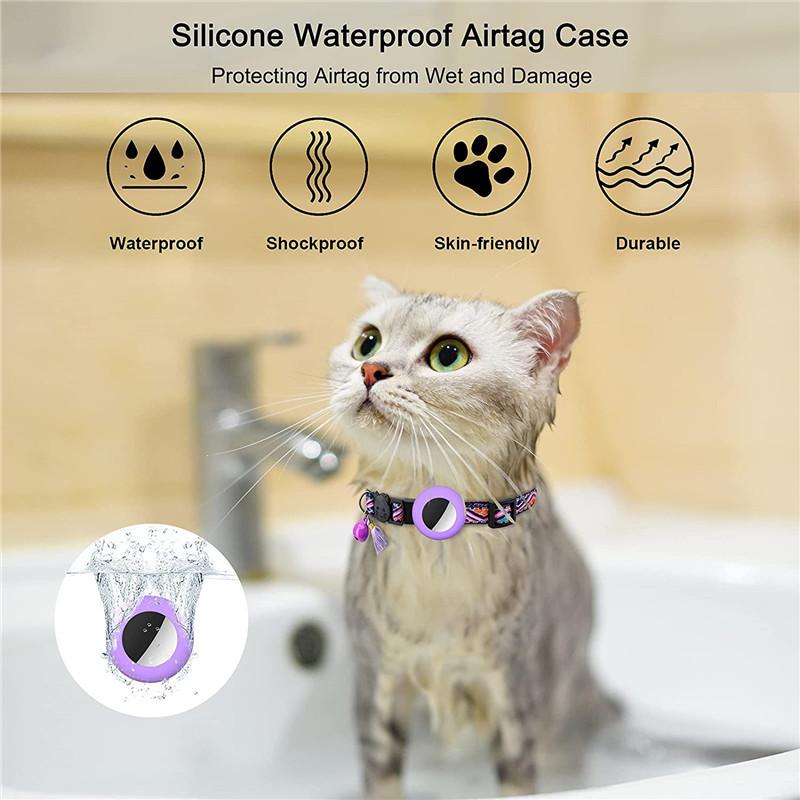 Silicone Waterproof Airtag Case
Protecting Airtag from Wet and Damage
Waterproof
Shockproof
Skin-friendly
Durable